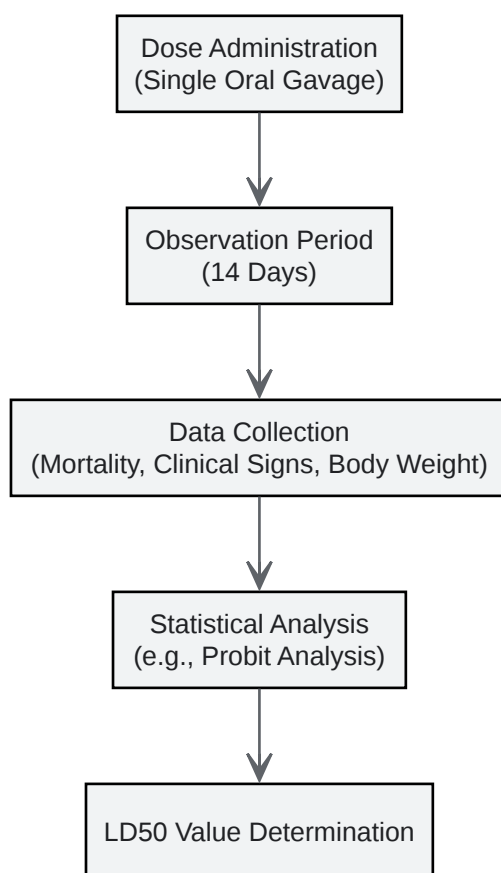 Dose Administration
(Single Oral Gavage)
Observation Period
(14 Days)
Data Collection
(Mortality, Clinical Signs, Body Weight)
Statistical Analysis
(e.g., Probit Analysis)
LD50 Value Determination